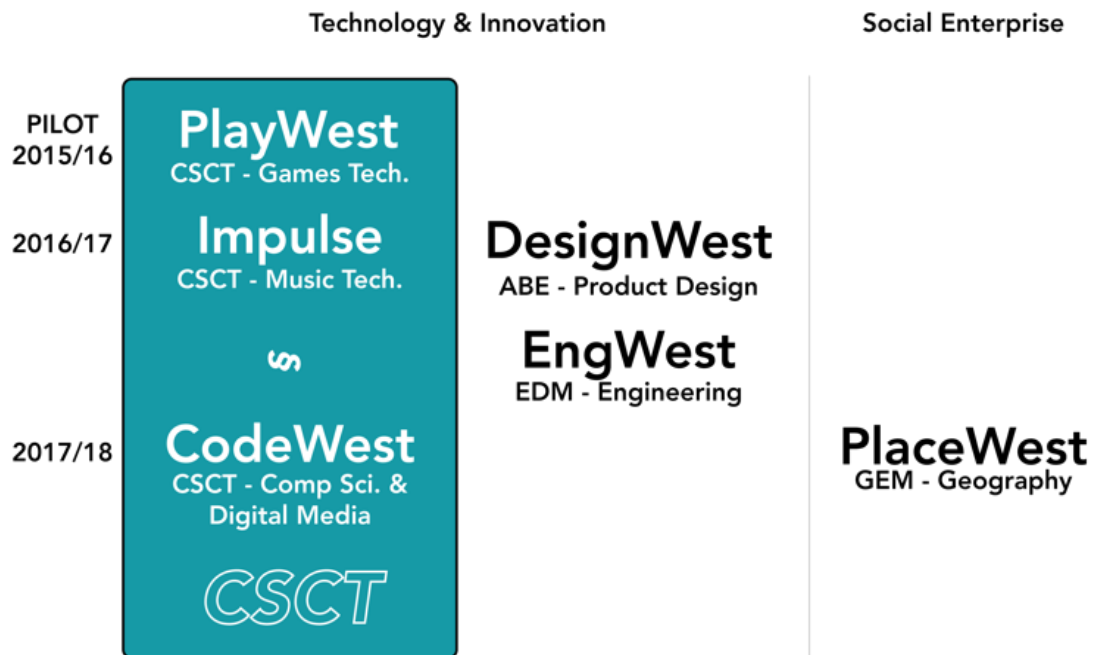 Technology & Innovation
Social Enterprise
PILOT
2015/16
PlayWest
CSCT - Games Tech.
2016/17
Impulse
CSCT - Music Tech.
DesignWest
ABE - Product Design
EngWest
EDM - Engineering
§
2017/18
CodeWest
CSCT - Comp Sci. &
Digital Media
PlaceWest
GEM - Geography
CSCT